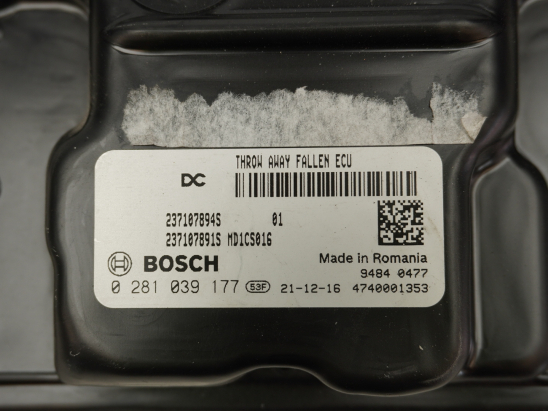 THROW AWAY FALLEN ECU
DC
237107894S 01
237107891S MD1CS016
BOSCH Made in Romania
9484 0477
0 281 039 177 53F 21-12-16 4740001353